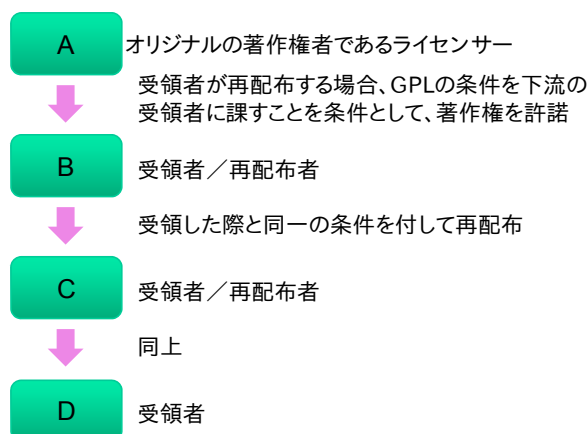 A
オリジナルの著作権者であるライセンサー
受領者が再配布する場合、GPLの条件を下流の
受領者に課すことを条件として、著作権を許諾
B
受領者／再配布者
受領した際と同一の条件を付して再配布
C
受領者／再配布者
同上
D
受領者